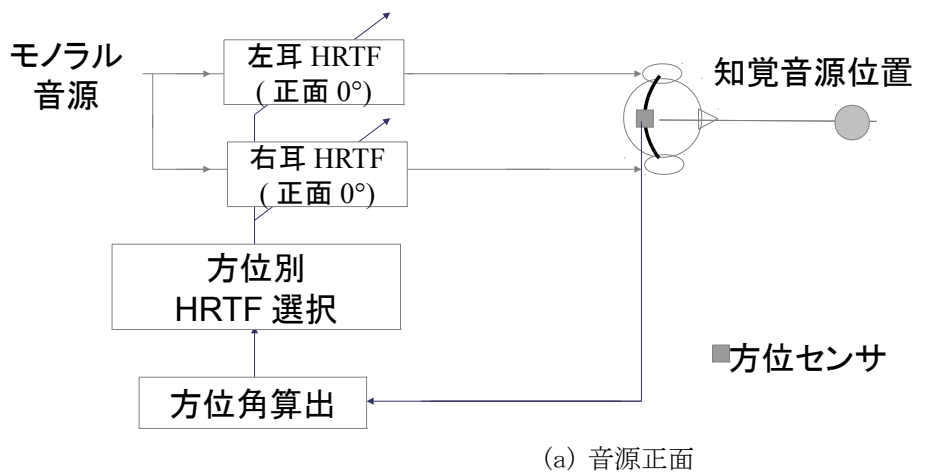 モノラル
音源
左耳 HRTF
( 正面 0°)
右耳 HRTF
( 正面 0°)
方位別
HRTF 選択
方位角算出
知覚音源位置
方位センサ
(a) 音源正面